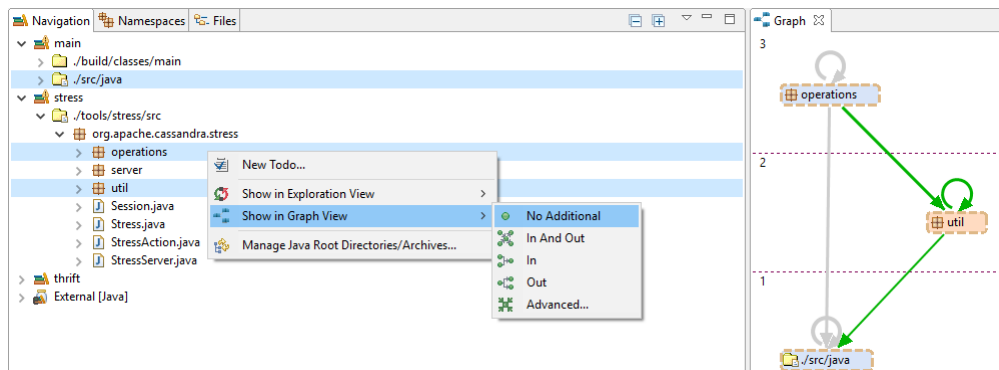 Navigation Namespaces Files
main
./build/classes/main
./src/java
stress
./tools/stress/src
org.apache.cassandra.stress
operations
server
util
Session.java
Stress.java
StressAction.java
StressServer.java
thrift
External [Java]
New Todo...
Show in Exploration View
Show in Graph View
Manage Java Root Directories/Archives...
No Additional
In And Out
In
Out
Advanced...
Graph
3
operations
2
util
1
./src/java